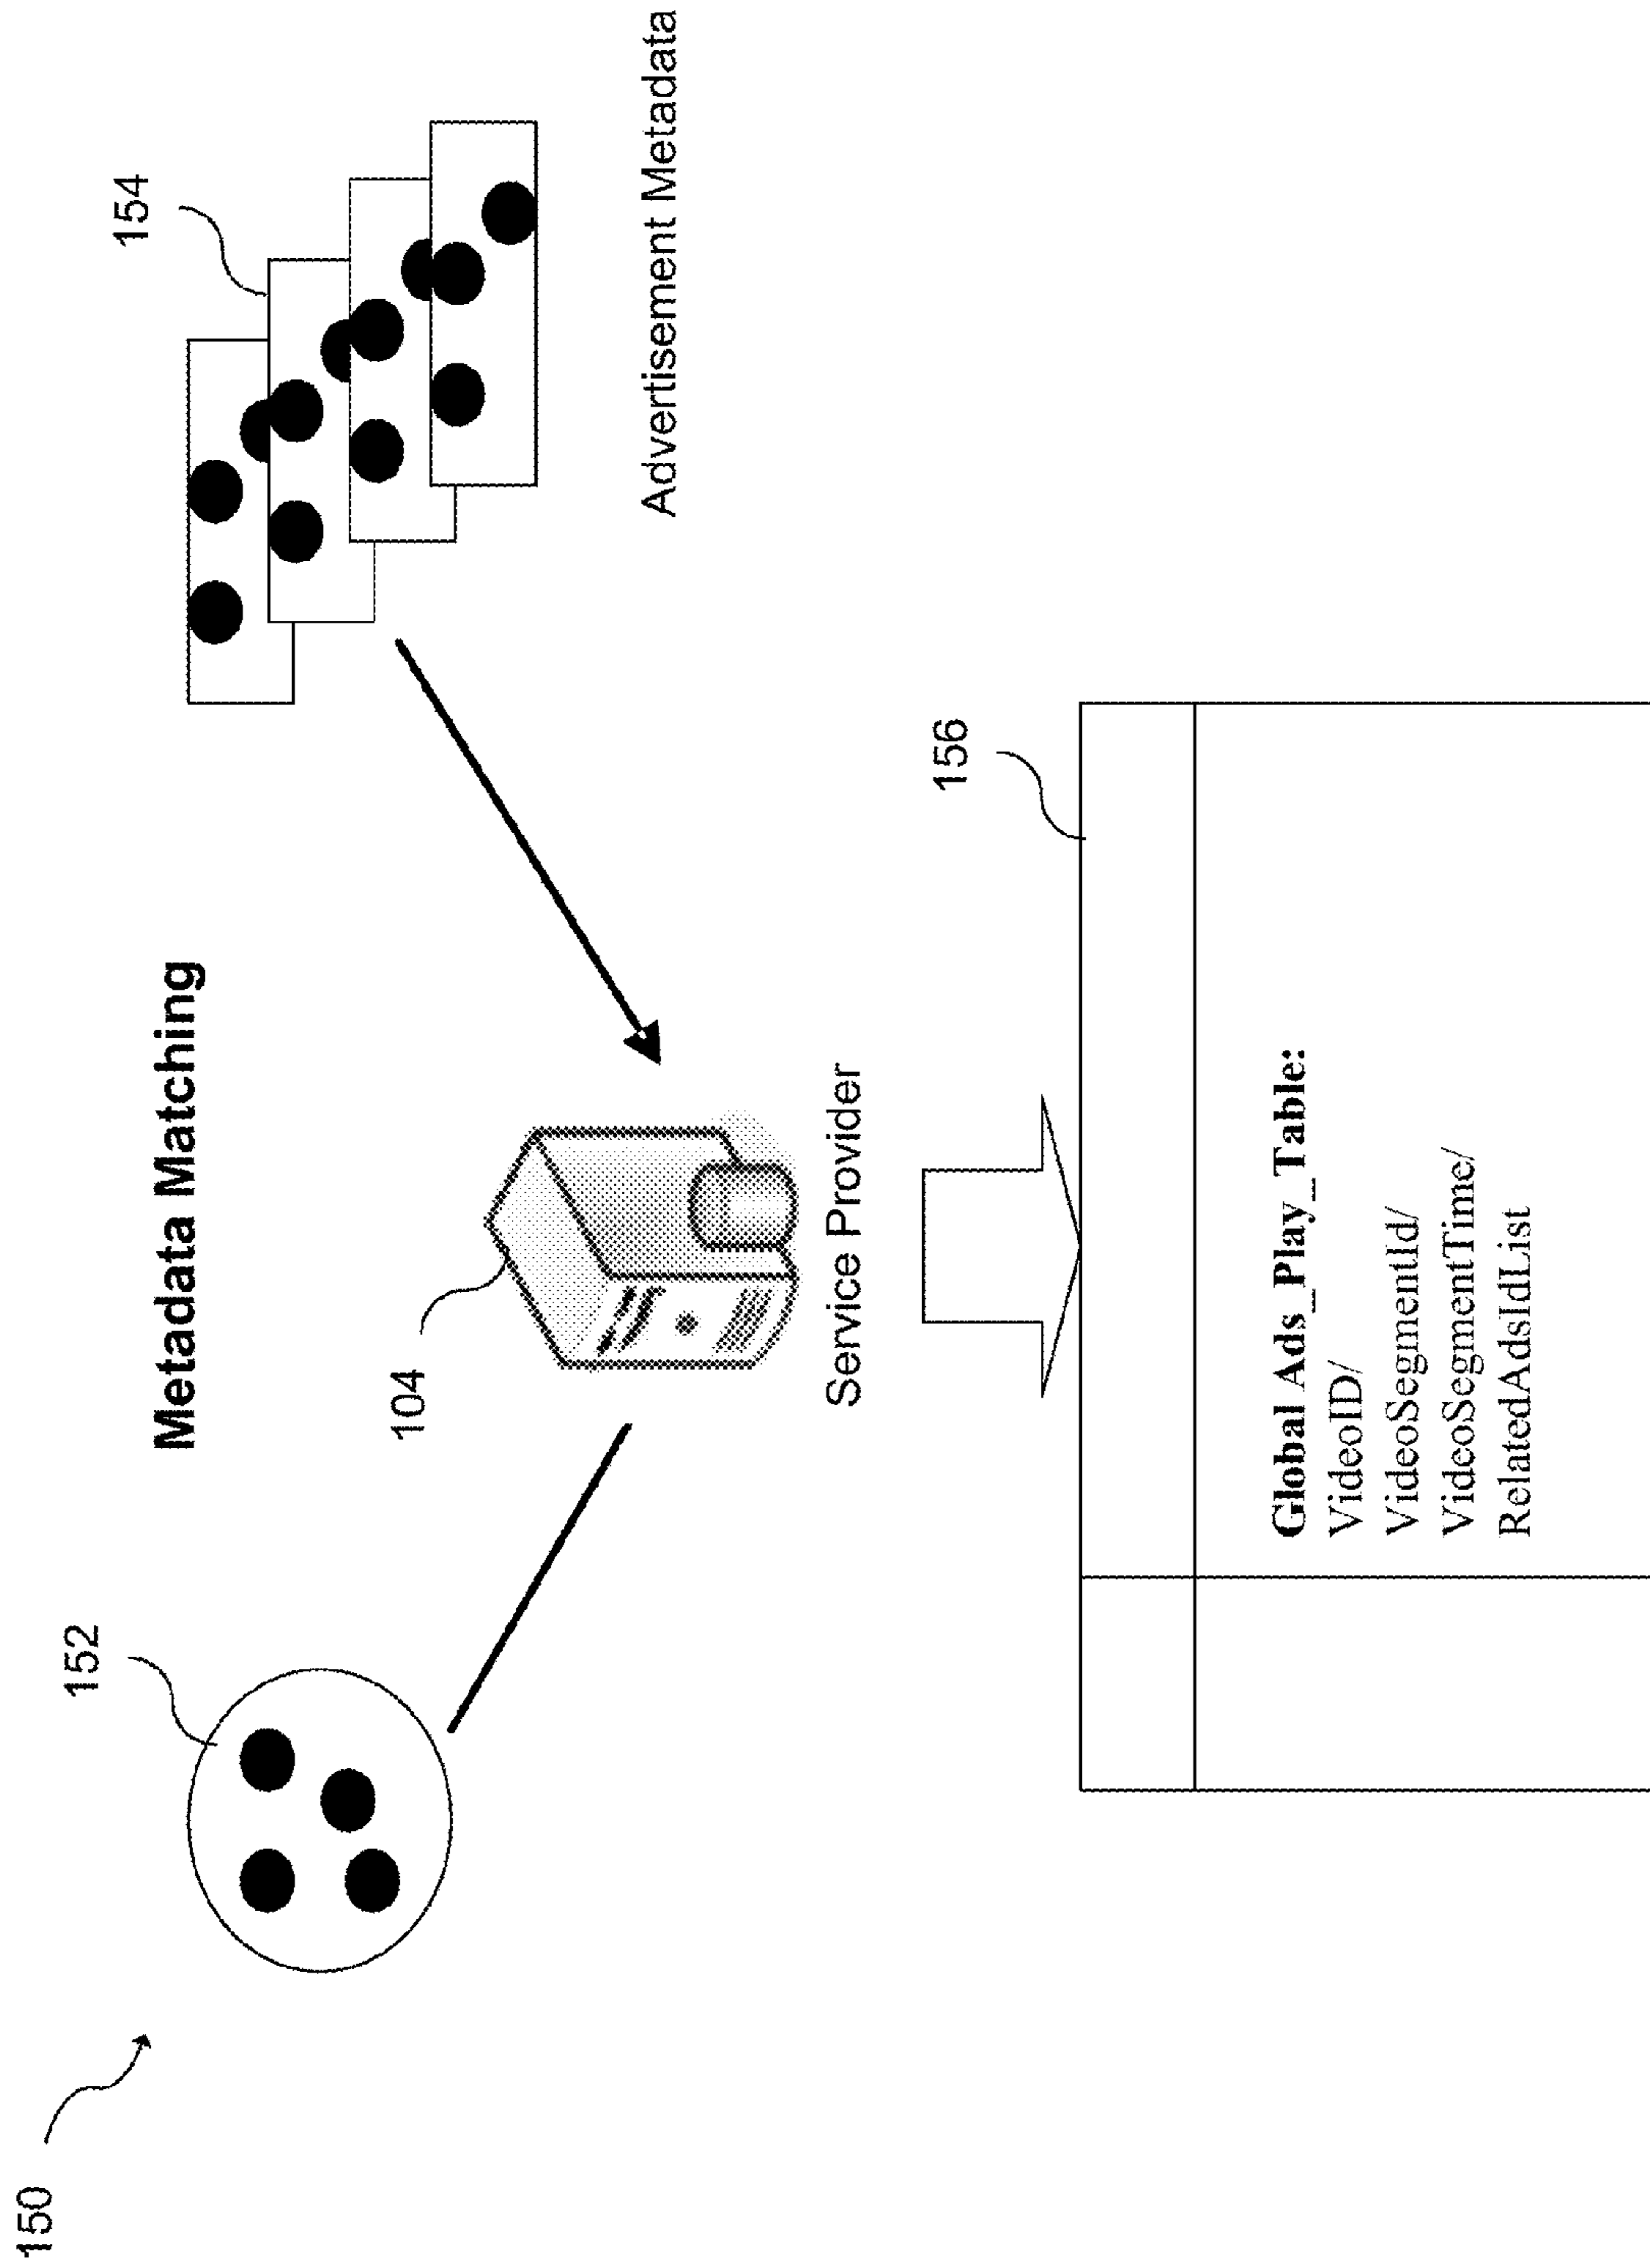 150
Metadata Matching
152
154
104
Advertisement Metadata
Service Provider
156
Global Ads_Play_Table:
VideoID/
VideoSegmentId/
VideoSegmentTime/
RelatedAdsIdList